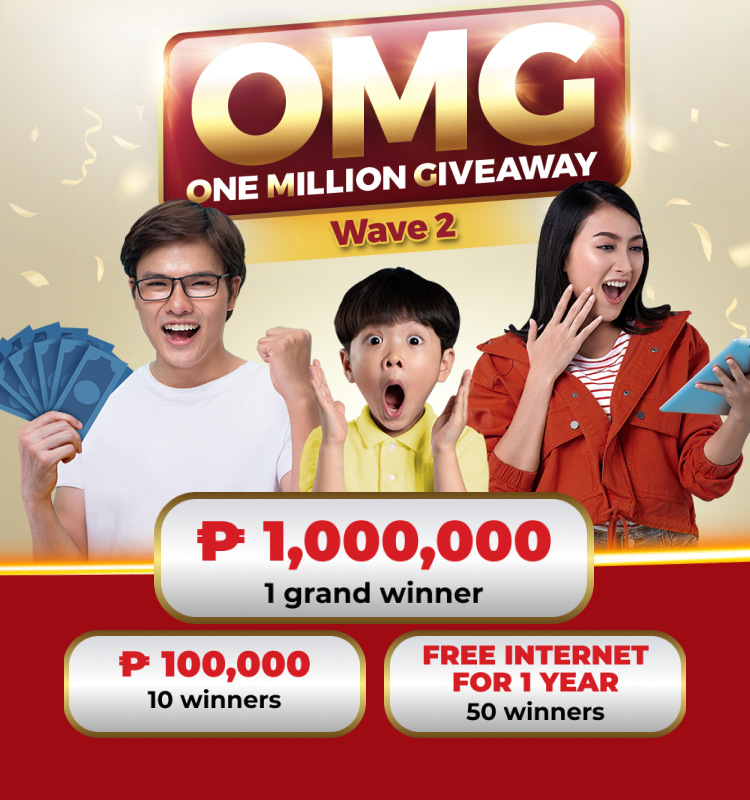 OMG
ONE MILLION GIVEAWAY
Wave 2
₱ 1,000,000
1 grand winner
₱ 100,000
10 winners
FREE INTERNET
FOR 1 YEAR
50 winners